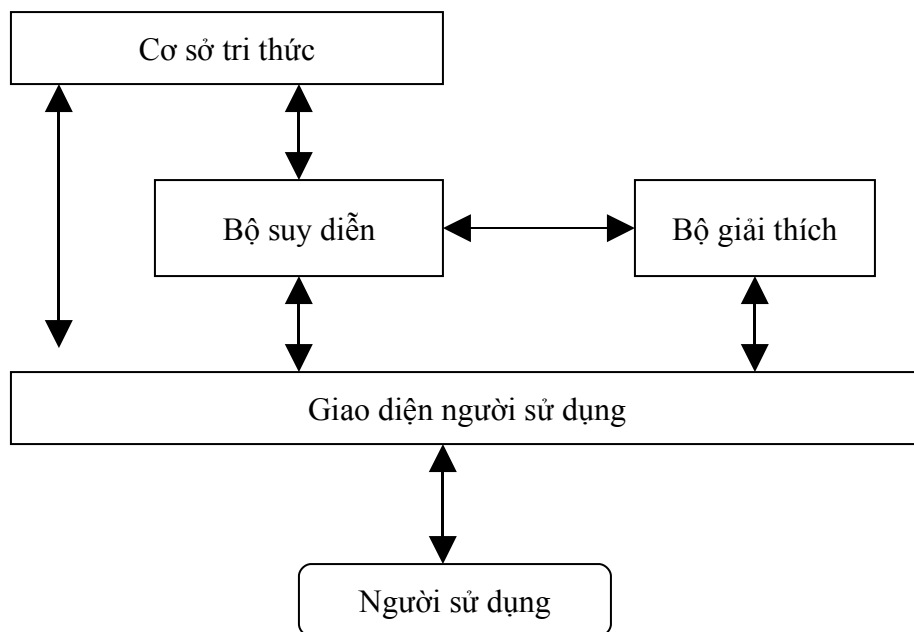 Cơ sở tri thức
Bộ suy diễn
Bộ giải thích
Giao diện người sử dụng
Người sử dụng